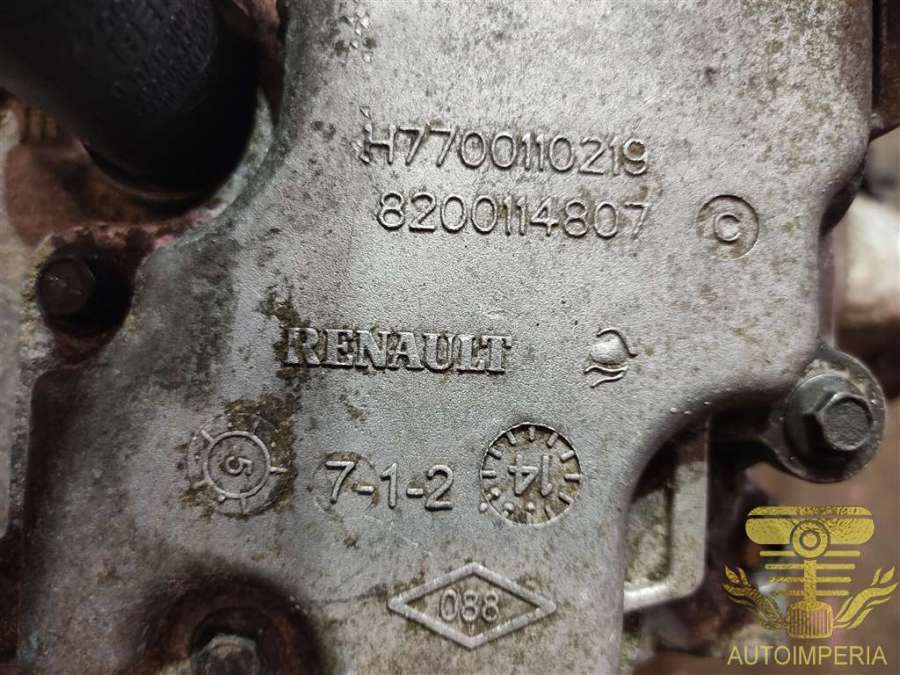 H7700110219
8200114807 C
RENAULT
5 7-1-2 14
088
AUTOIMPERIA